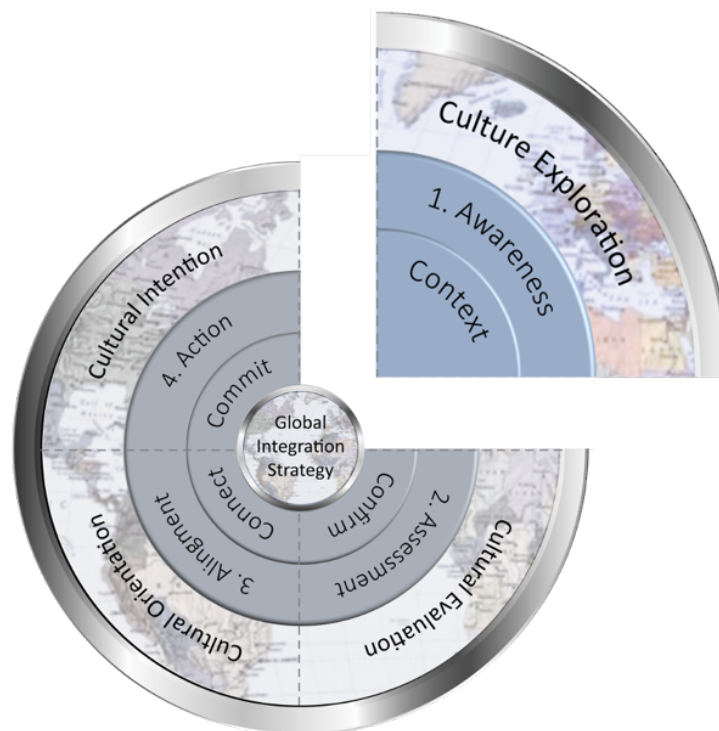 Culture Exploration
1. Awareness
Context
Cultural Intention
4. Action
Commit
Global
Integration
Strategy
Confirm
2. Assessment
Cultural Evaluation
Connect
3. Alingment
Cultural Orientation